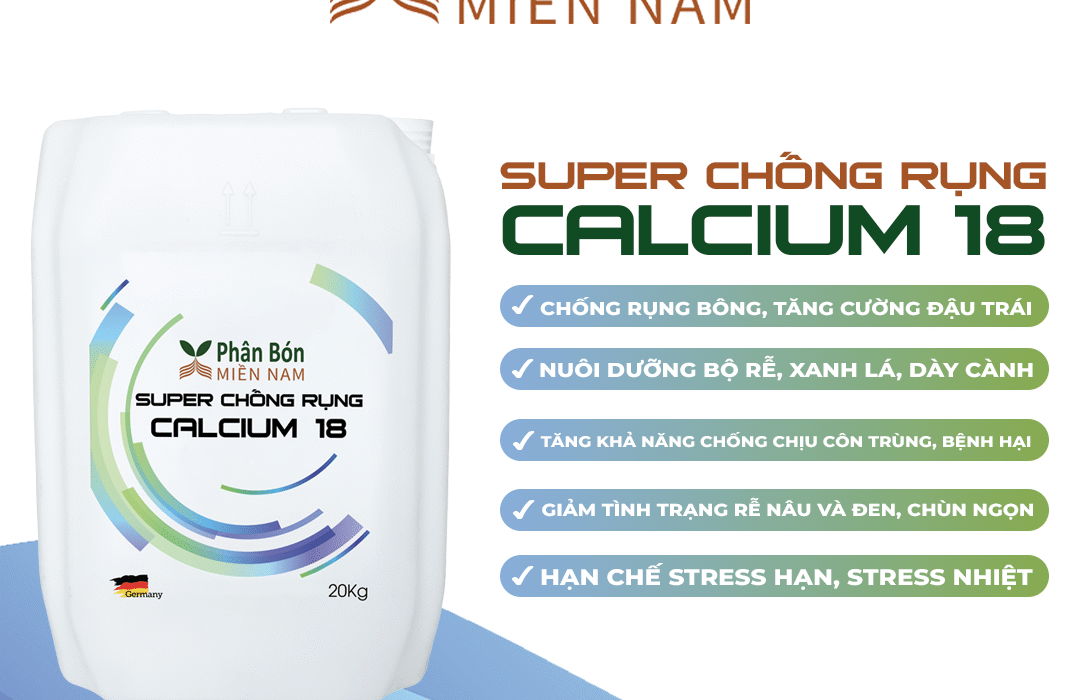 MIỀN NAM
SUPER CHỐNG RỤNG
CALCIUM 18
✓ CHỐNG RỤNG BÔNG, TĂNG CƯỜNG ĐẬU TRÁI
✓ NUÔI DƯỠNG BỘ RỄ, XANH LÁ, DÀY CÀNH
✓ TĂNG KHẢ NĂNG CHỐNG CHỊU CÔN TRÙNG, BỆNH HẠI
✓ GIẢM TÌNH TRẠNG RỄ NÂU VÀ ĐEN, CHÙN NGỌN
✓ HẠN CHẾ STRESS HẠN, STRESS NHIỆT
Phân Bón
MIỀN NAM
SUPER CHỐNG RỤNG
CALCIUM 18
Germany
20Kg